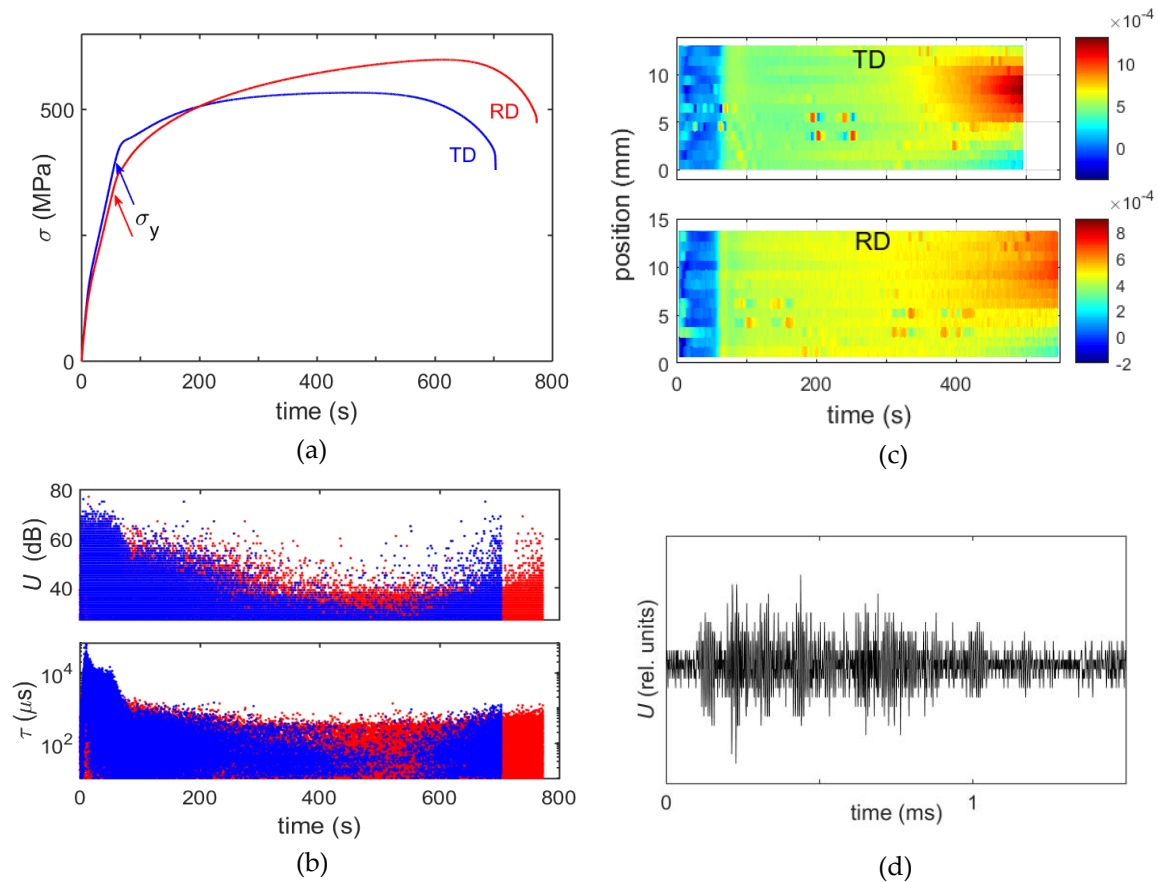 500
0
σ (MPa)
RD
TD
σy
0 200 400 600 800
time (s)
(a)
×10⁻⁴
TD
10
5
0
10
5
0
×10⁻⁴
RD
15
10
5
0
8
6
4
2
0
-2
position (mm)
0 200 400
time (s)
(c)
80
60
40
U (dB)
10⁴
10²
τ (μs)
0 200 400 600 800
time (s)
(b)
U (rel. units)
0 1
time (ms)
(d)